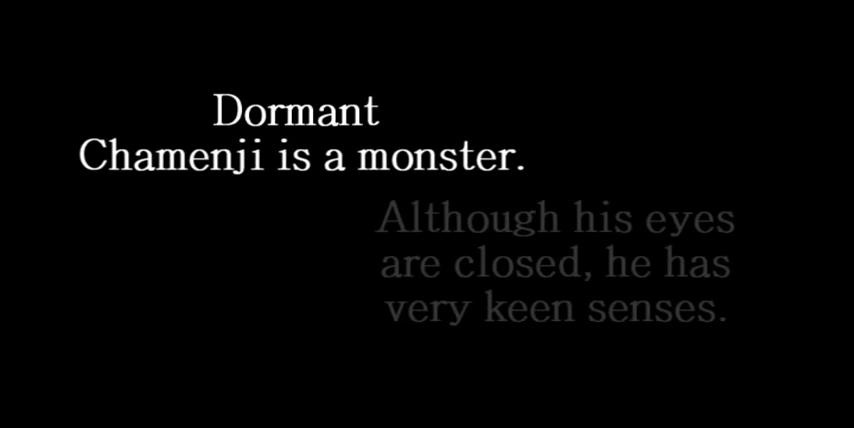 Dormant
Chamenji is a monster.
Although his eyes
are closed, he has
very keen senses.